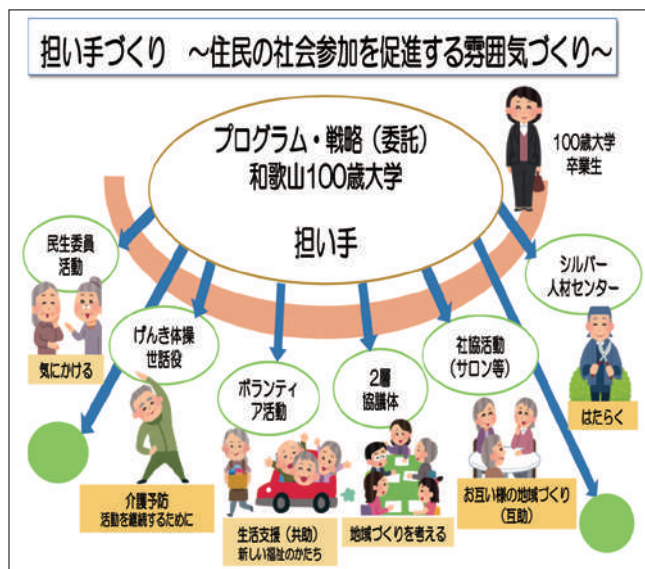 担い手づくり ～住民の社会参加を促進する雰囲気づくり～
プログラム・戦略（委託）
和歌山100歳大学
担い手
100歳大学
卒業生
民生委員
活動
気にかける
げんき体操
世話役
介護予防
活動を継続するために
ボランティ
ア活動
生活支援（共助）
新しい福祉のかたち
2層
協議体
地域づくりを考える
社協活動
（サロン等）
お互い様の地域づくり
（互助）
シルバー
人材センター
はたらく